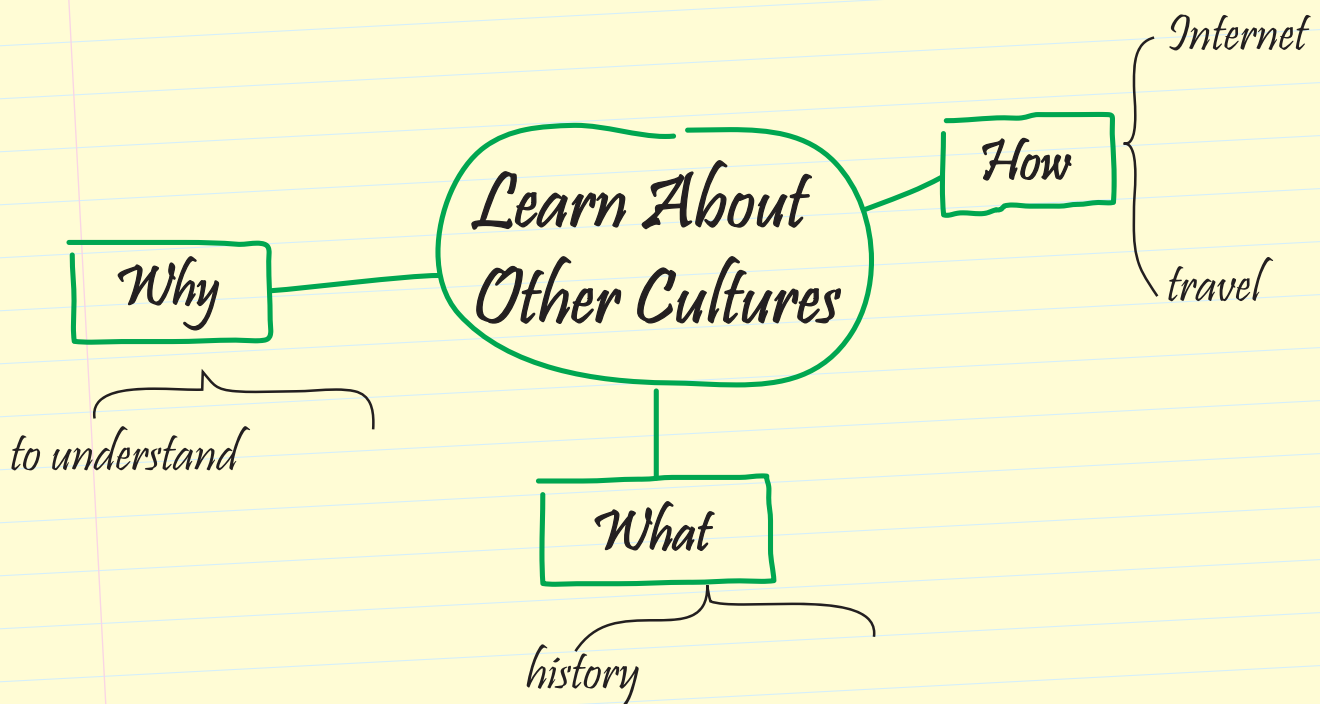 Internet
How
Learn About
Other Cultures
travel
Why
to understand
What
history